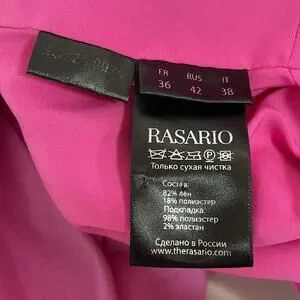 FR RUS IT
36 42 38
RASARIO
Только сухая чистка
Состав:
82% лён
18% полиэстер
Подкладка:
98% полиэстер
2% эластан
Сделано в России
www.therasario.com